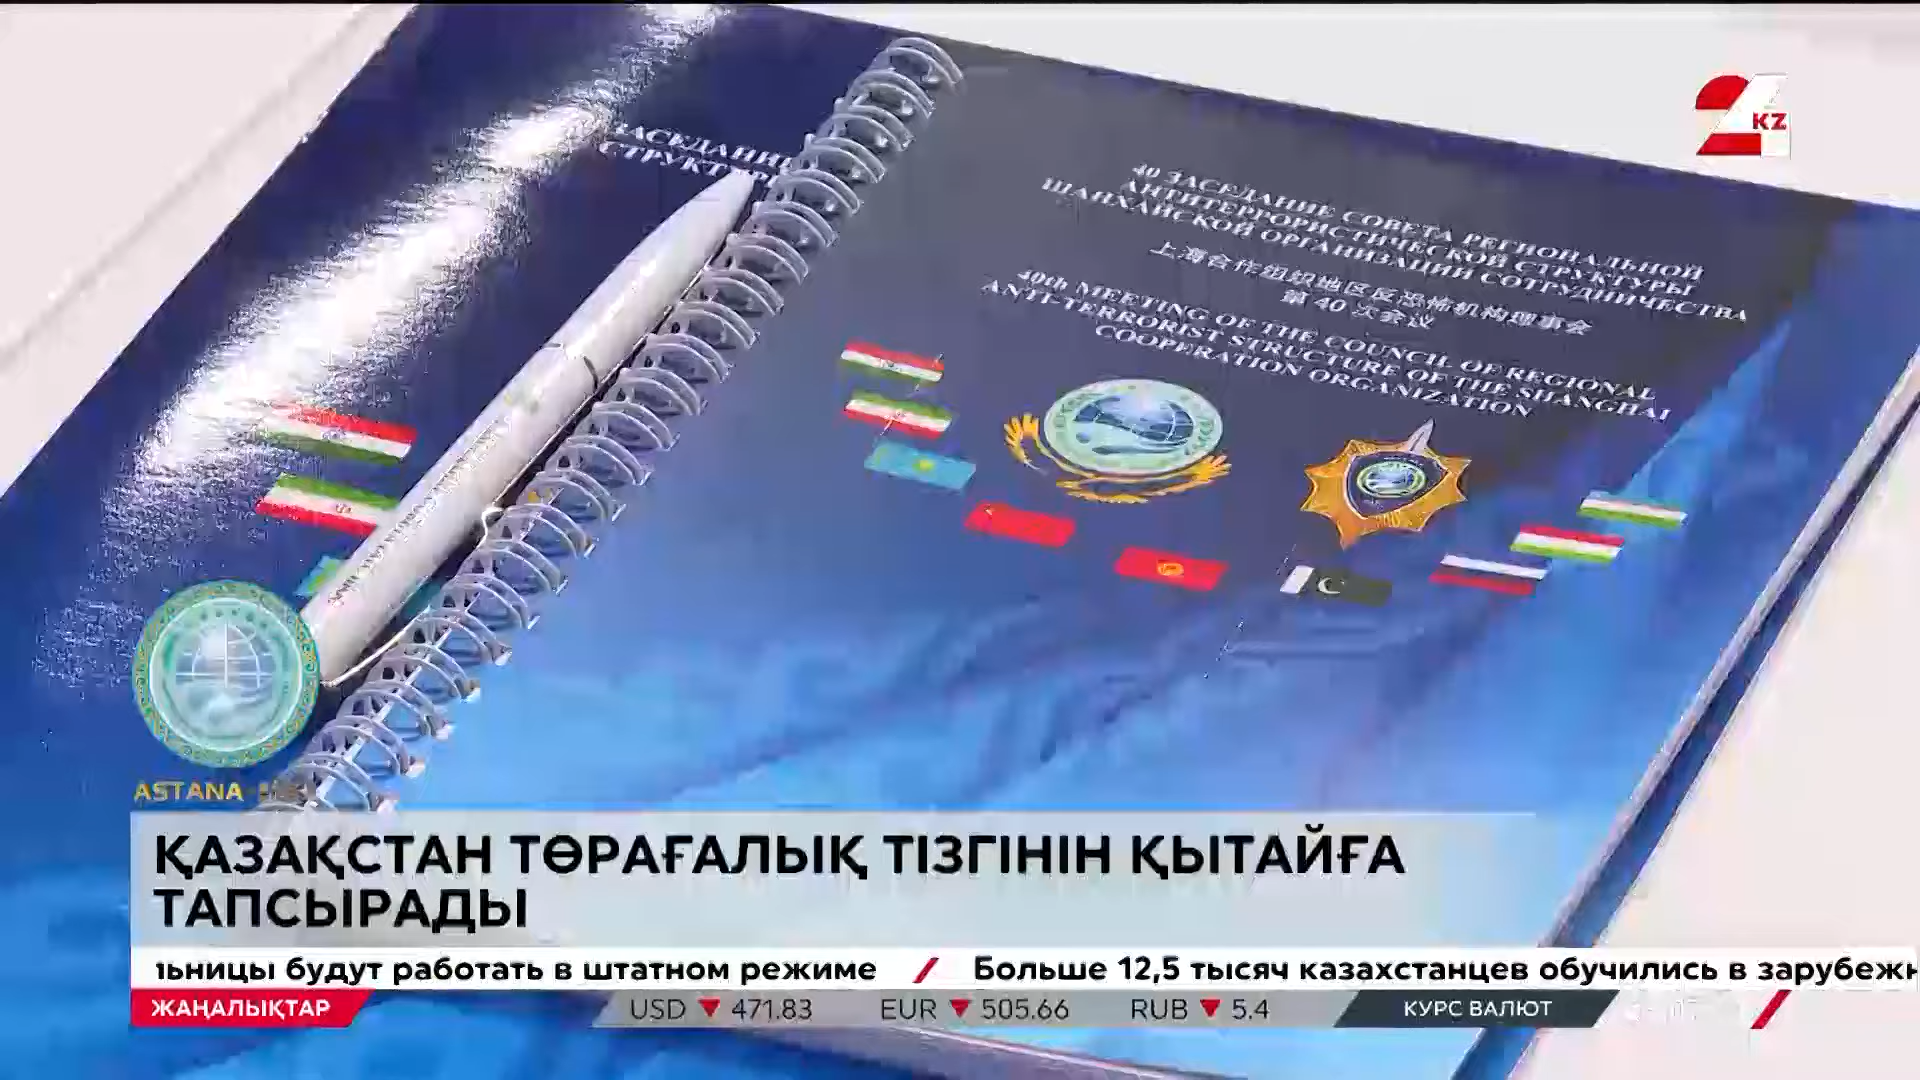 24
KZ
ЗАСЕДАНИЕ
СТРУКТУРЫ
40 ЗАСЕДАНИЕ СОВЕТА РЕГИОНАЛЬНОЙ
АНТИТЕРРОРИСТИЧЕСКОЙ СТРУКТУРЫ
ШАНХАЙСКОЙ ОРГАНИЗАЦИИ СОТРУДНИЧЕСТВА
上海合作组织地区反恐怖机构理事会
第 40 次会议
40th MEETING OF THE COUNCIL OF REGIONAL
ANTI-TERRORIST STRUCTURE OF THE SHANGHAI
COOPERATION ORGANIZATION
ASTANA
ҚАЗАҚСТАН ТӨРАҒАЛЫҚ ТІЗГІНІН ҚЫТАЙҒА
ТАПСЫРАДЫ
ьницы будут работать в штатном режиме / Больше 12,5 тысяч казахстанцев обучились в зарубежн
ЖАҢАЛЫҚТАР USD 471.83 EUR 505.66 RUB 5.4 КУРС ВАЛЮТ